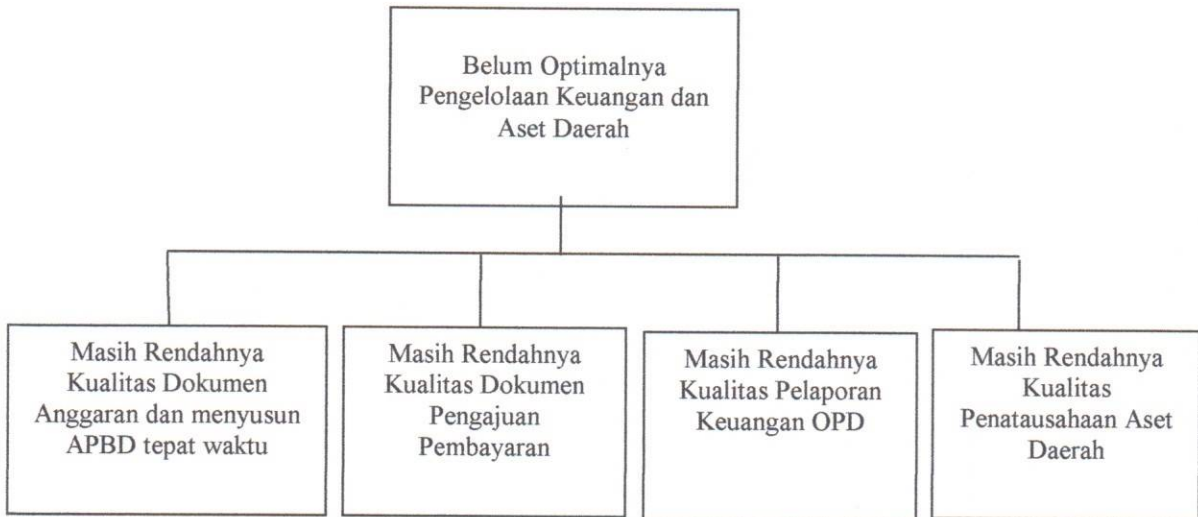 Belum Optimalnya
Pengelolaan Keuangan dan
Aset Daerah
Masih Rendahnya
Kualitas Dokumen
Anggaran dan menyusun
APBD tepat waktu
Masih Rendahnya
Kualitas Dokumen
Pengajuan
Pembayaran
Masih Rendahnya
Kualitas Pelaporan
Keuangan OPD
Masih Rendahnya
Kualitas
Penatausahaan Aset
Daerah